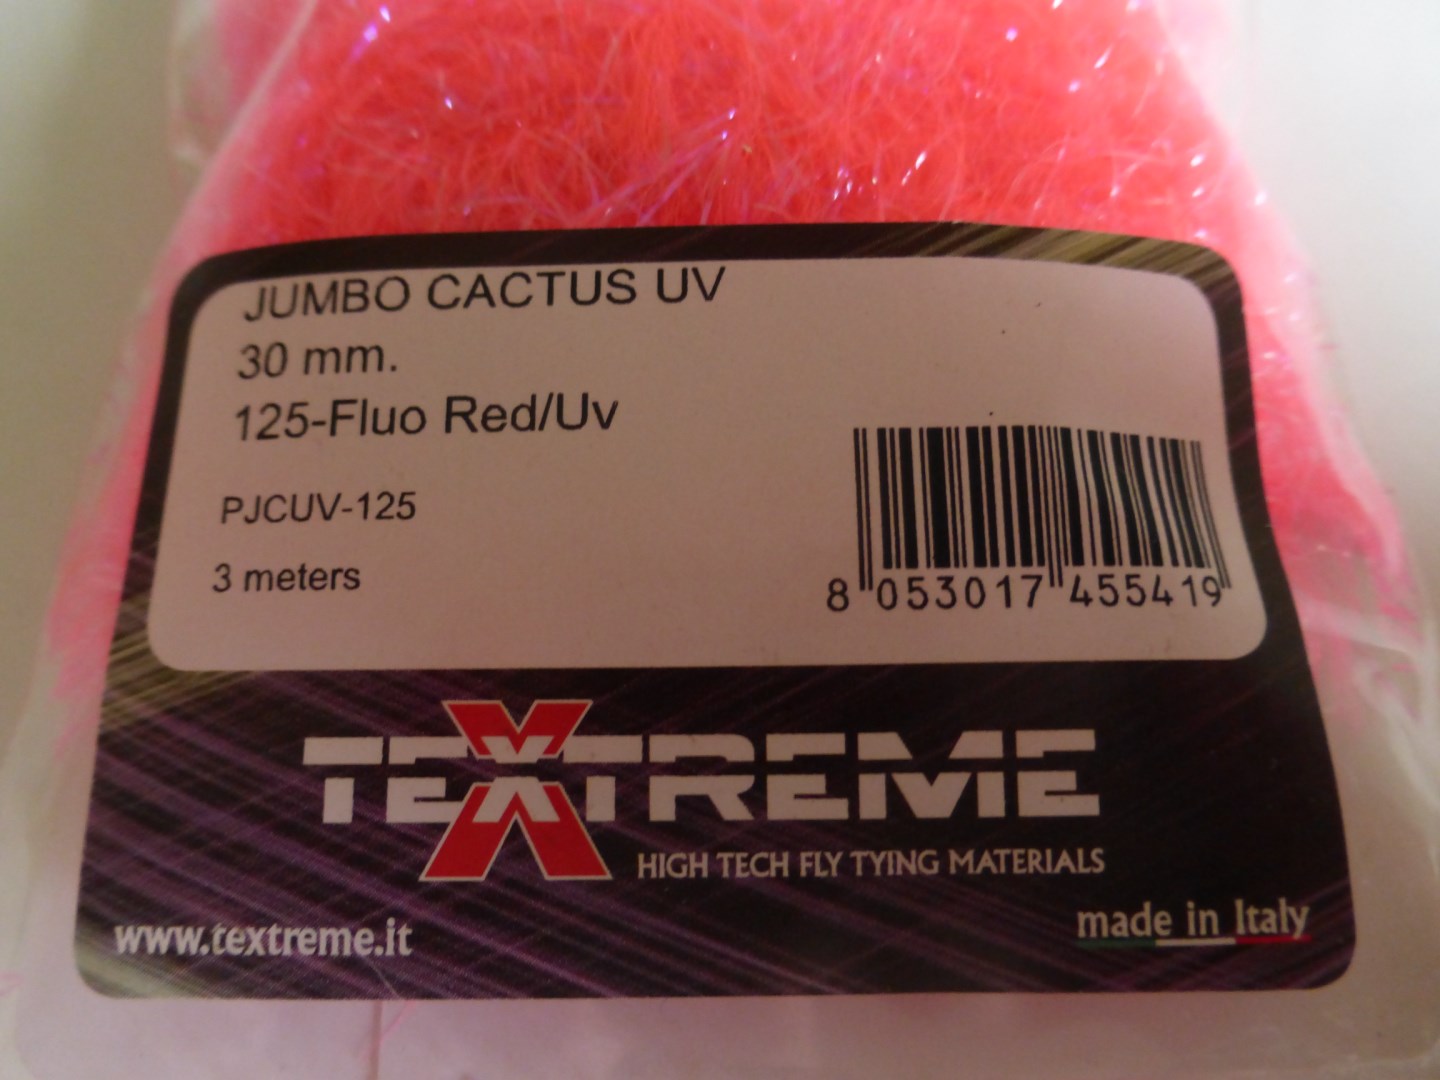 JUMBO CACTUS UV
30 mm.
125-Fluo Red/Uv
PJCUV-125
3 meters
8 053017 455419
TEXTREME
HIGH TECH FLY TYING MATERIALS
www.textreme.it
made in Italy